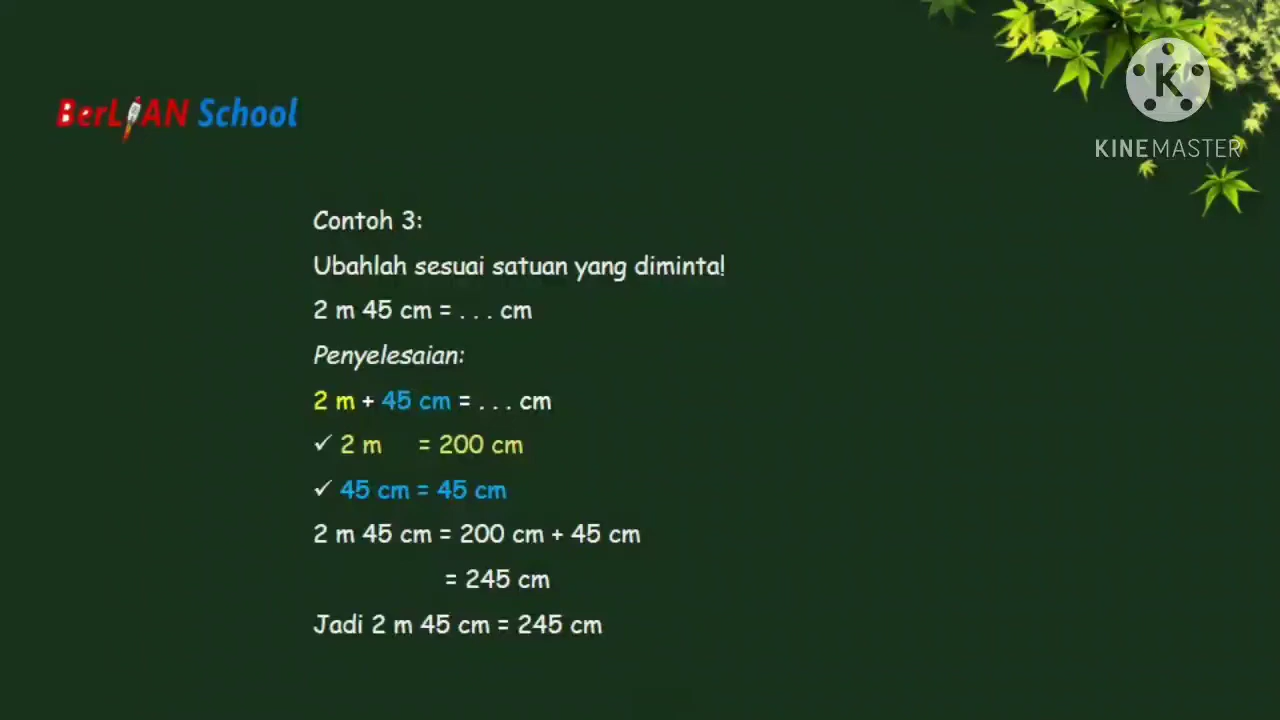 BerLiAN School
K
KINEMASTER
Contoh 3:
Ubahlah sesuai satuan yang diminta!
2 m 45 cm = . . . cm
Penyelesaian:
2 m + 45 cm = . . . cm
✓ 2 m = 200 cm
✓ 45 cm = 45 cm
2 m 45 cm = 200 cm + 45 cm
= 245 cm
Jadi 2 m 45 cm = 245 cm